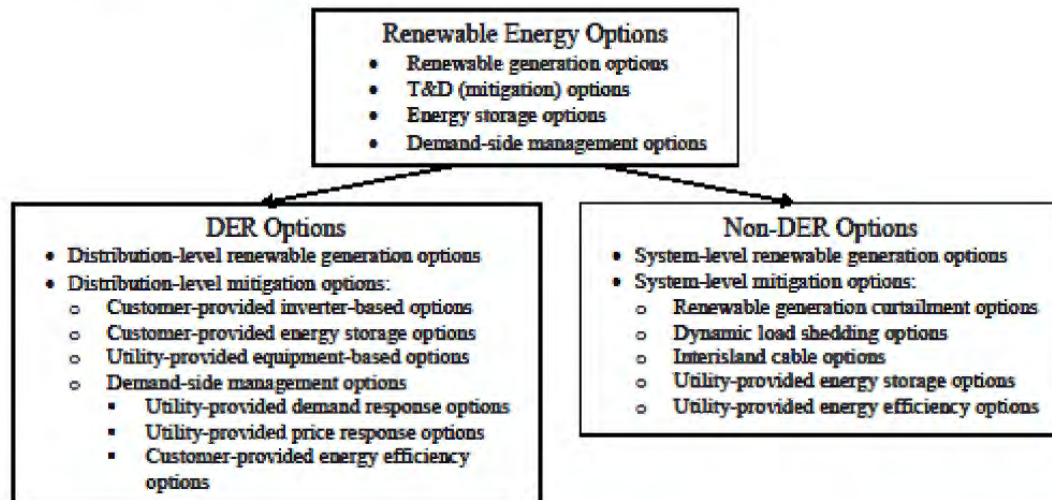 Renewable Energy Options
• Renewable generation options
• T&D (mitigation) options
• Energy storage options
• Demand-side management options
DER Options
• Distribution-level renewable generation options
• Distribution-level mitigation options:
o Customer-provided inverter-based options
o Customer-provided energy storage options
o Utility-provided equipment-based options
o Demand-side management options
▪ Utility-provided demand response options
▪ Utility-provided price response options
▪ Customer-provided energy efficiency
options
Non-DER Options
• System-level renewable generation options
• System-level mitigation options:
o Renewable generation curtailment options
o Dynamic load shedding options
o Interisland cable options
o Utility-provided energy storage options
o Utility-provided energy efficiency options